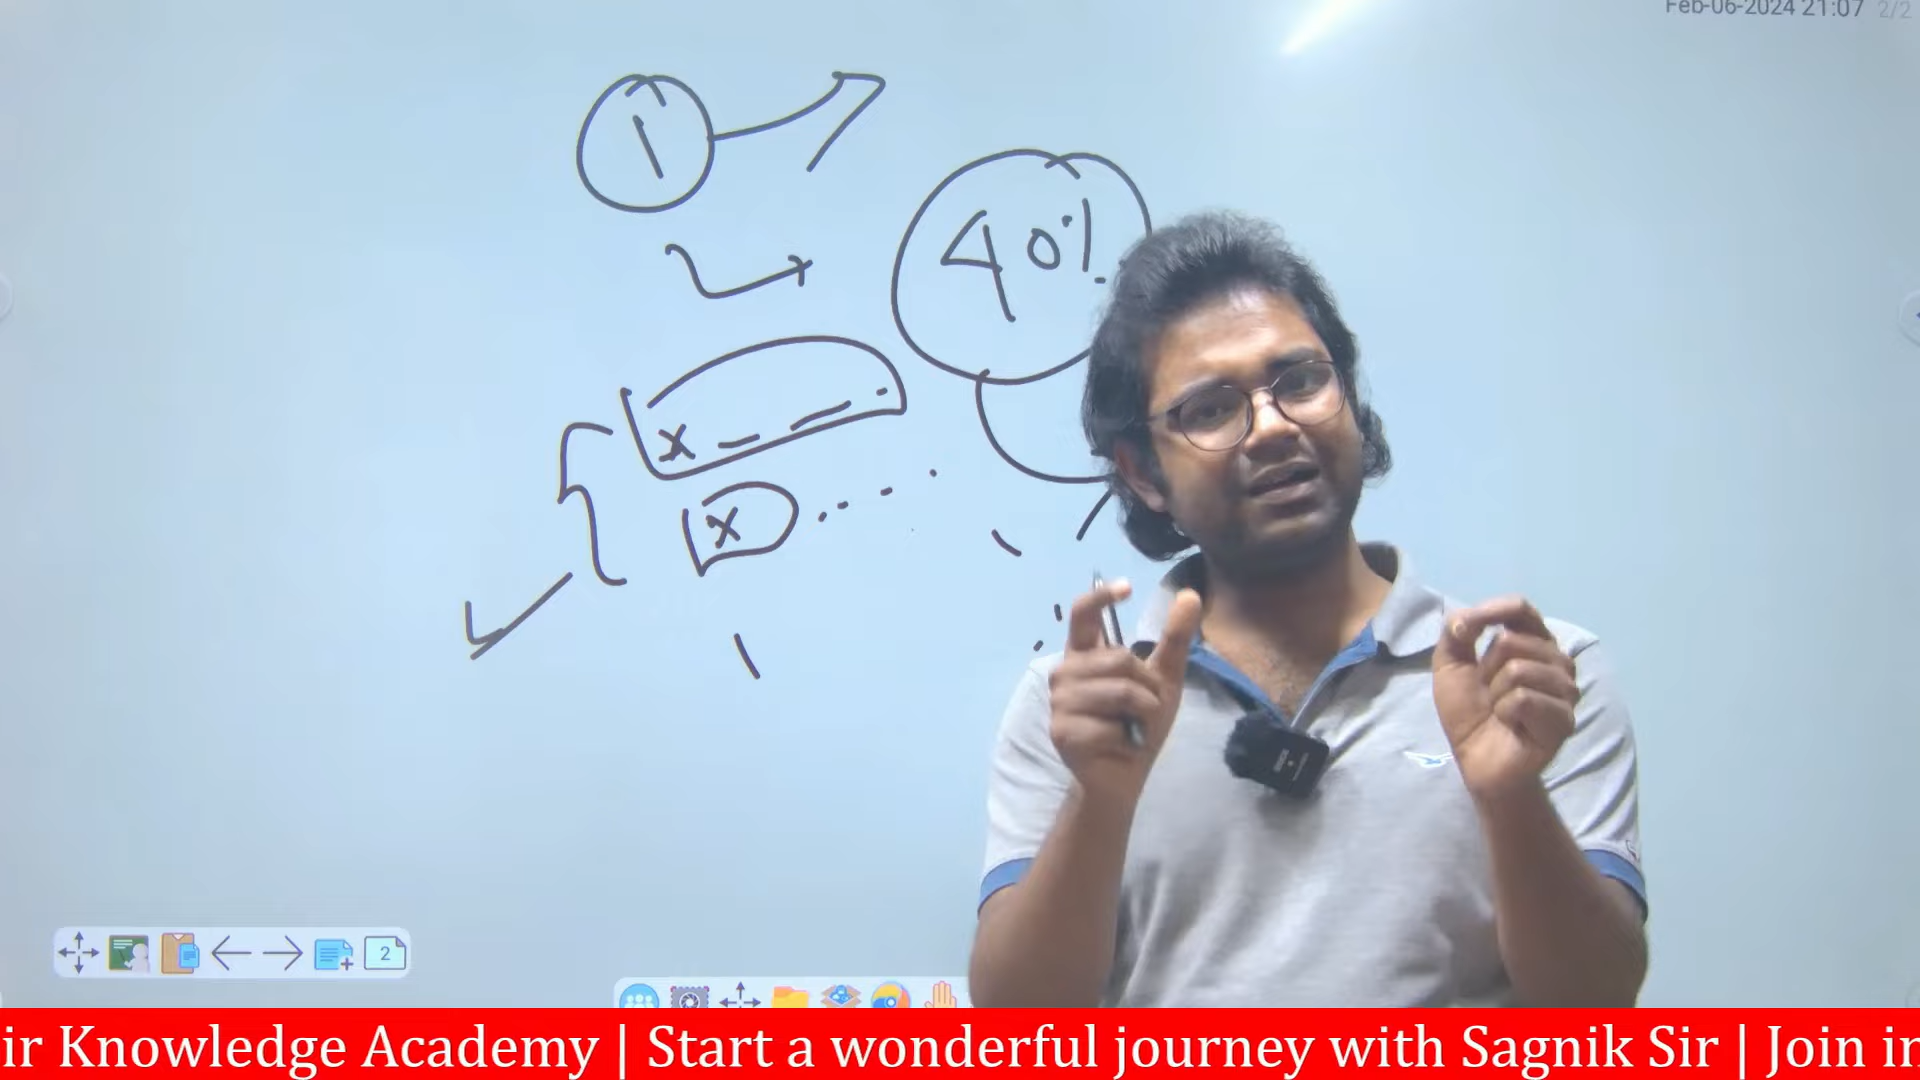 Feb-06-2024 21:07 2/2
1
40%
x _ _ _ .
x . . . . .
2
ir Knowledge Academy | Start a wonderful journey with Sagnik Sir | Join in